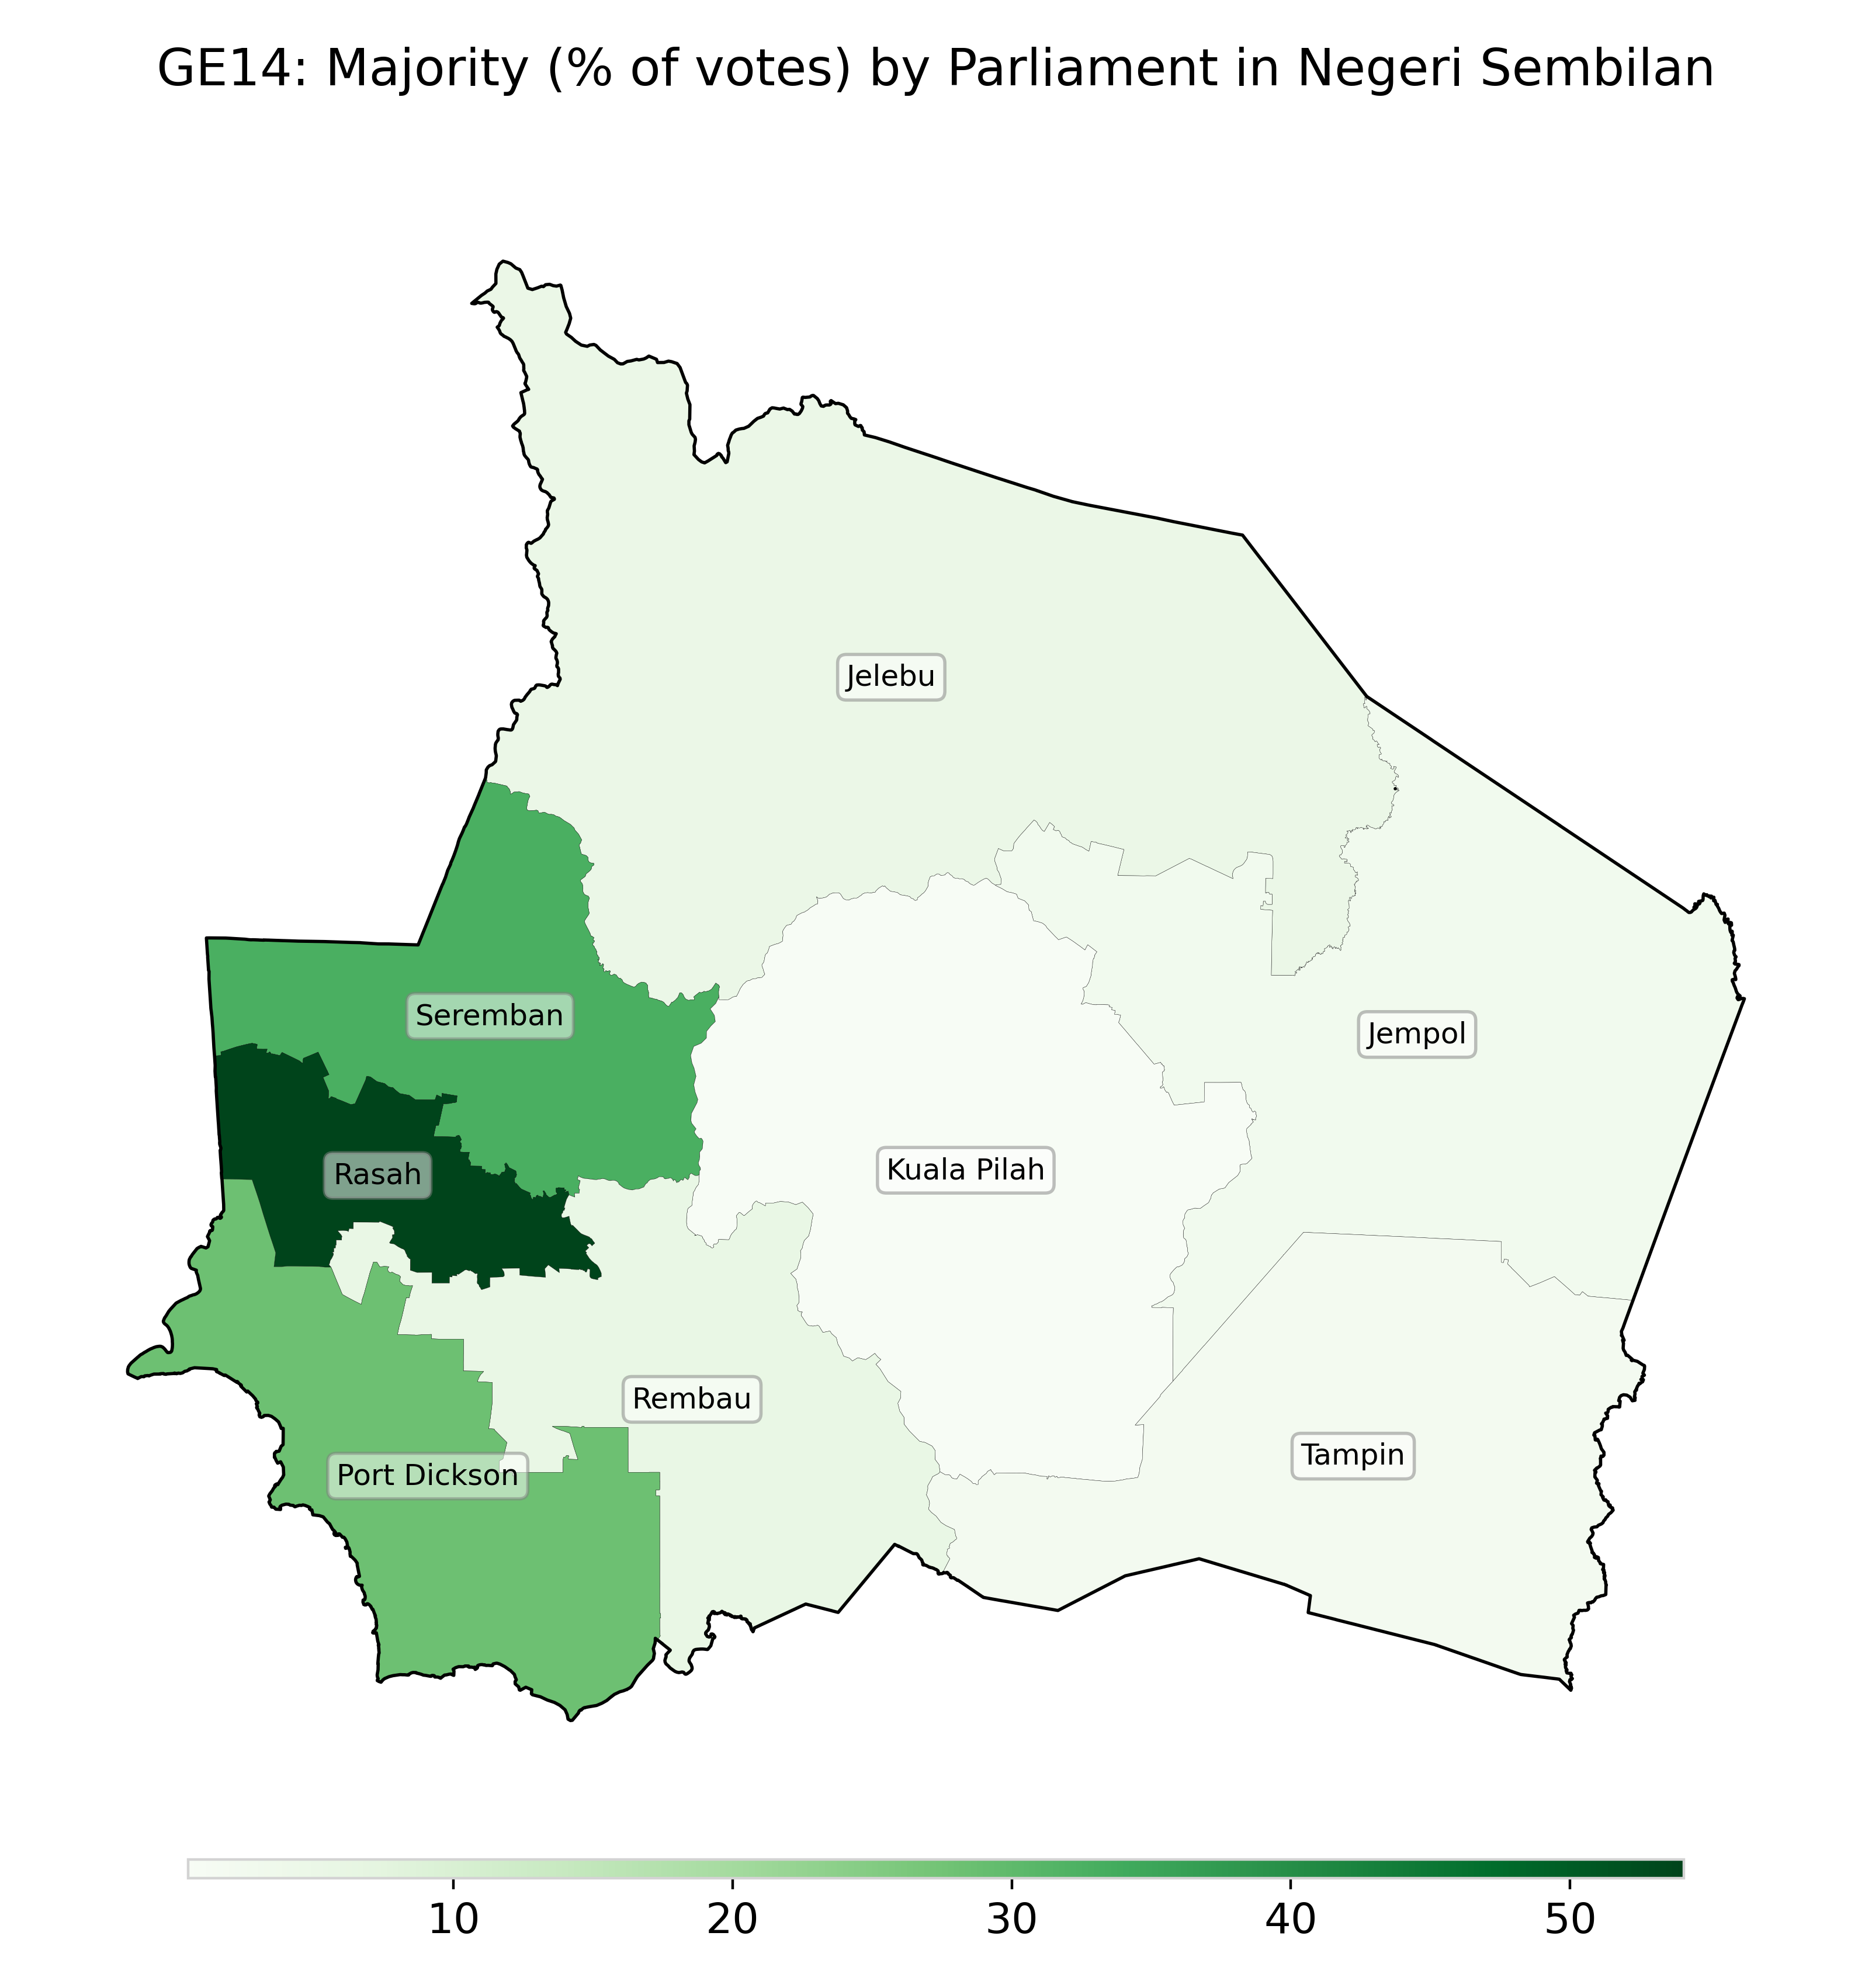 GE14: Majority (% of votes) by Parliament in Negeri Sembilan
Jelebu
Seremban
Jempol
Rasah
Kuala Pilah
Rembau
Tampin
Port Dickson
10 20 30 40 50